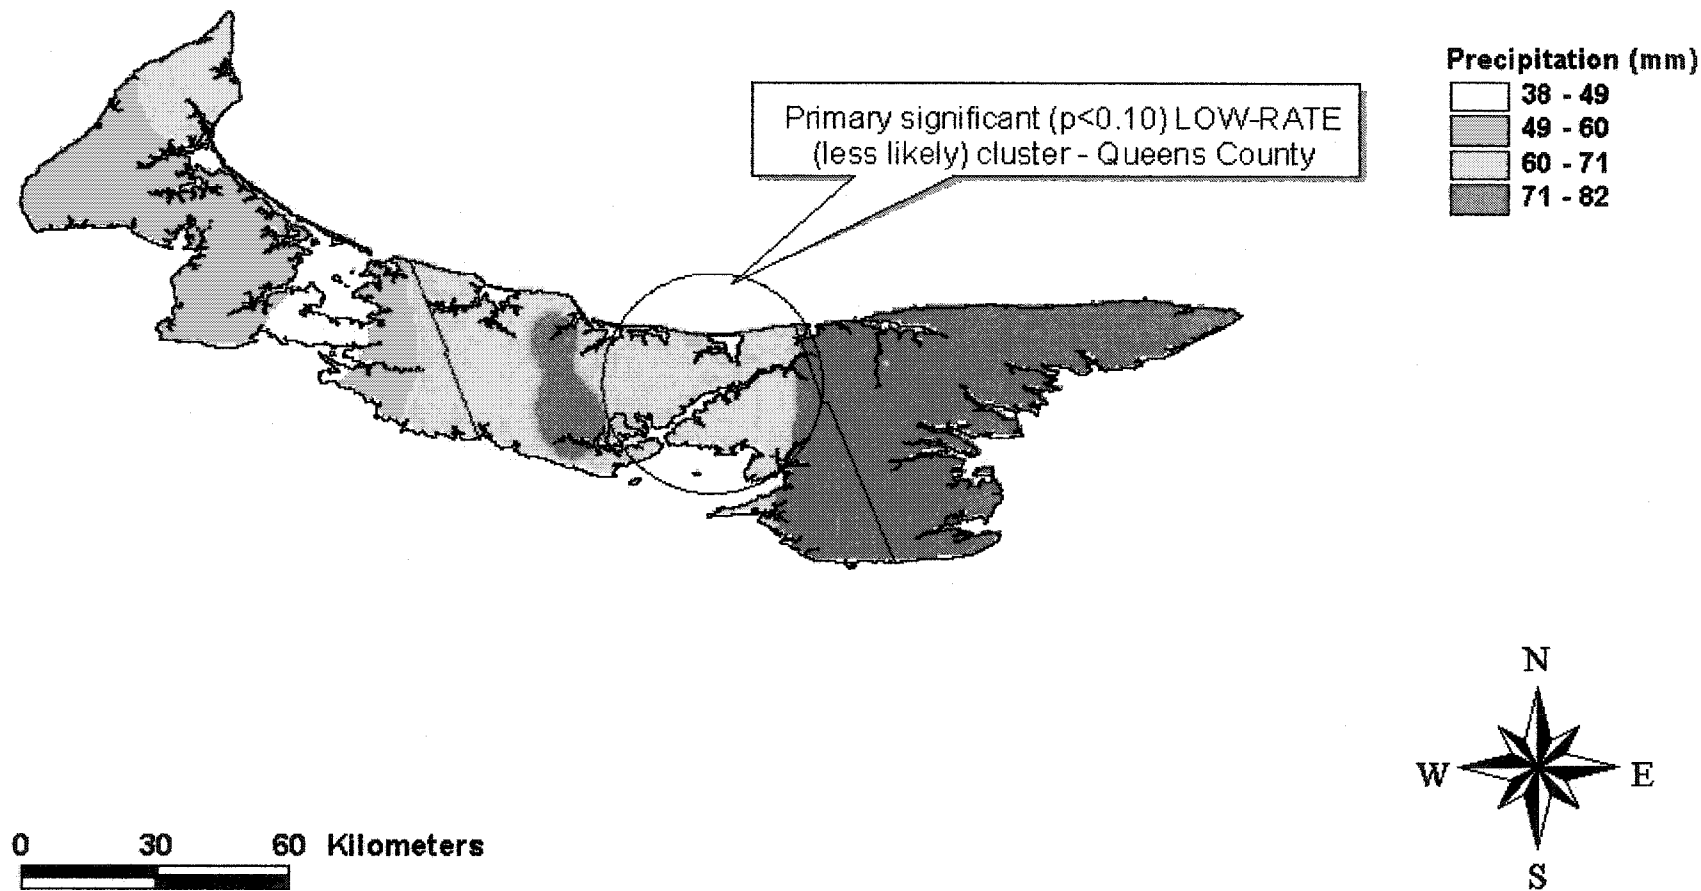 Primary significant (p<0.10) LOW-RATE
(less likely) cluster - Queens County
Precipitation (mm)
38 - 49
49 - 60
60 - 71
71 - 82
N
W
E
S
0 30 60 Kilometers